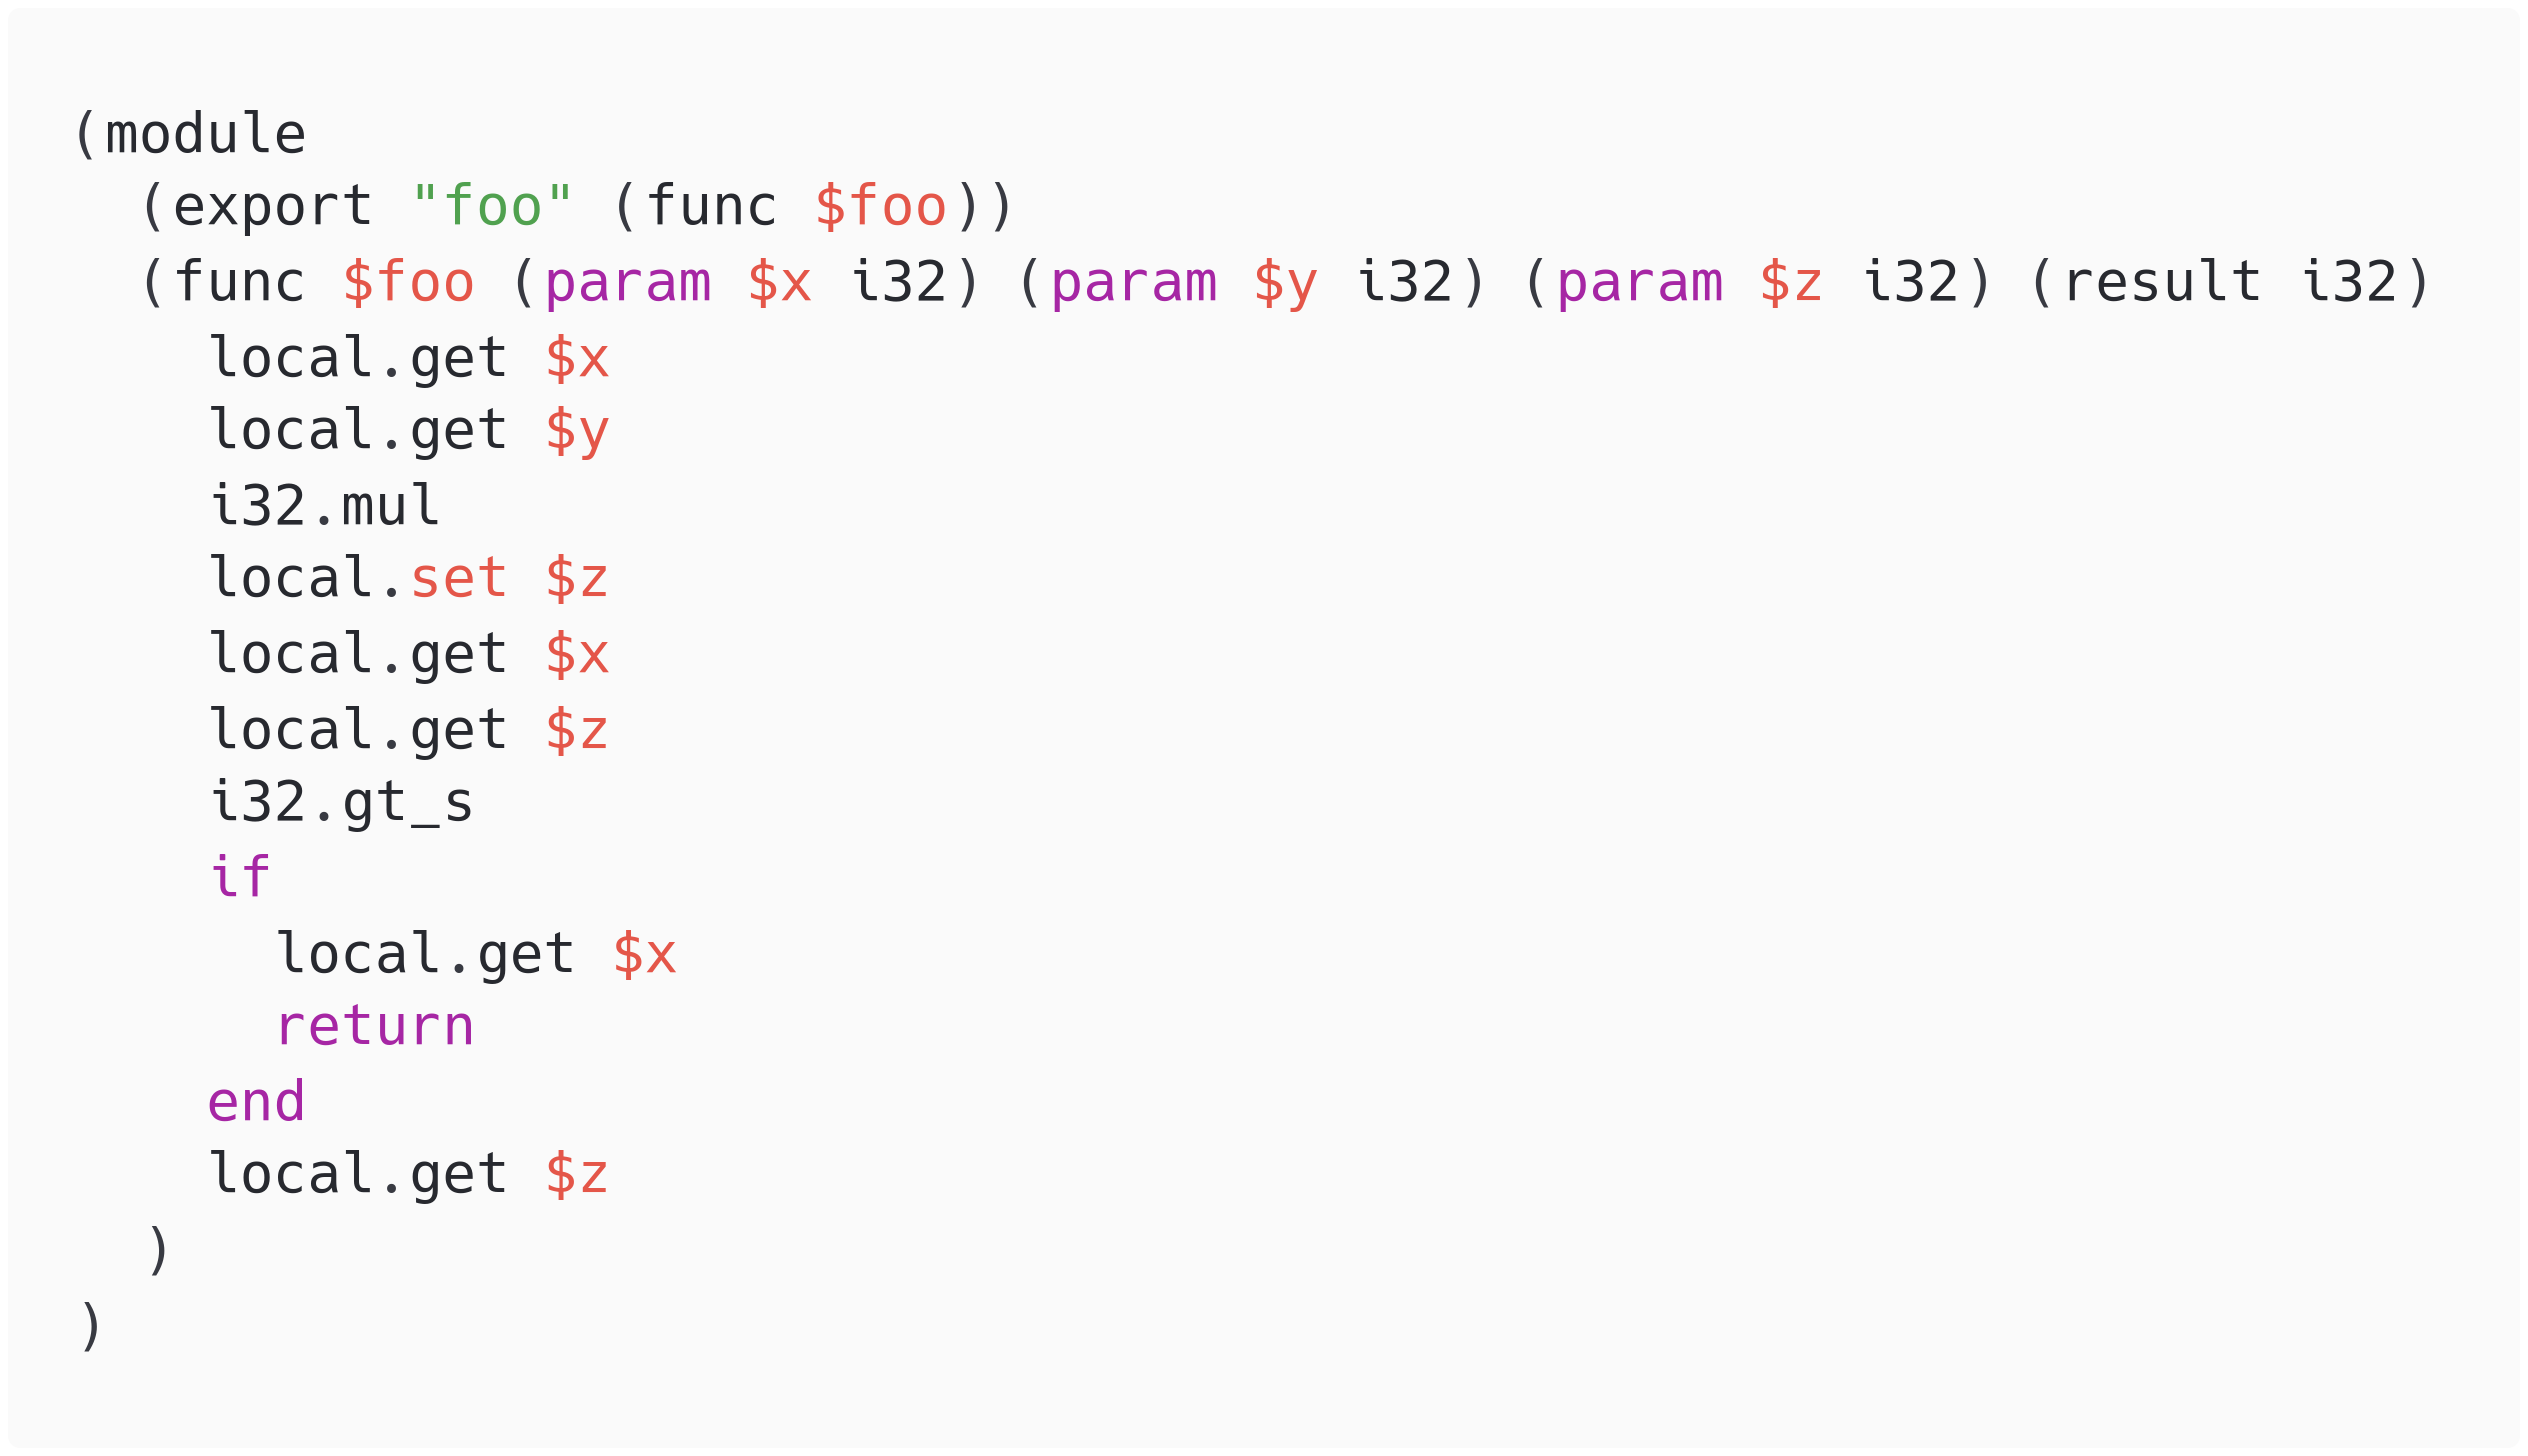 (module
  (export "foo" (func $foo))
  (func $foo (param $x i32) (param $y i32) (param $z i32) (result i32)
    local.get $x
    local.get $y
    i32.mul
    local.set $z
    local.get $x
    local.get $z
    i32.gt_s
    if
      local.get $x
      return
    end
    local.get $z
  )
)